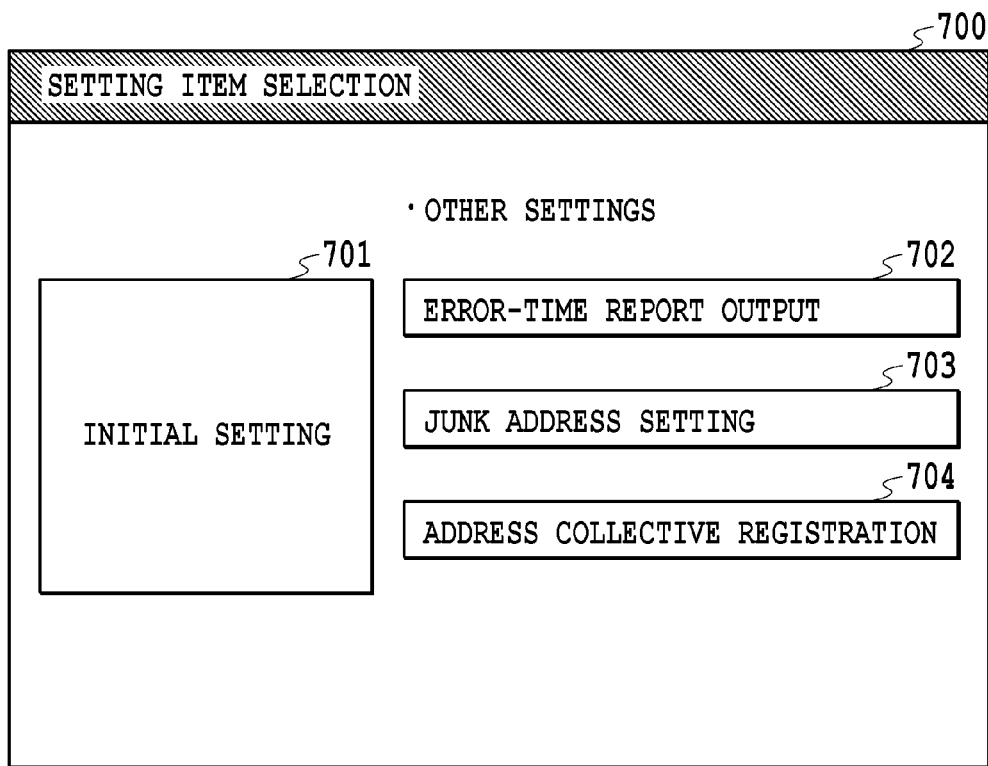 700
SETTING ITEM SELECTION
· OTHER SETTINGS
701
INITIAL SETTING
702
ERROR-TIME REPORT OUTPUT
703
JUNK ADDRESS SETTING
704
ADDRESS COLLECTIVE REGISTRATION